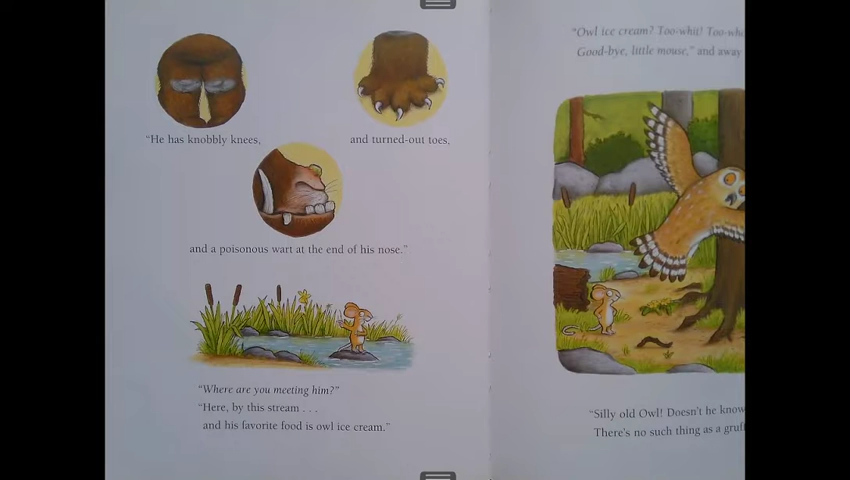 "He has knobbly knees,
and turned-out toes,
and a poisonous wart at the end of his nose."
"Where are you meeting him?"
"Here, by this stream . . .
and his favorite food is owl ice cream."
"Owl ice cream? Too-whit!
Good-bye, little mouse," and away
"Silly old Owl! Doesn't he know
There's no such thing as a